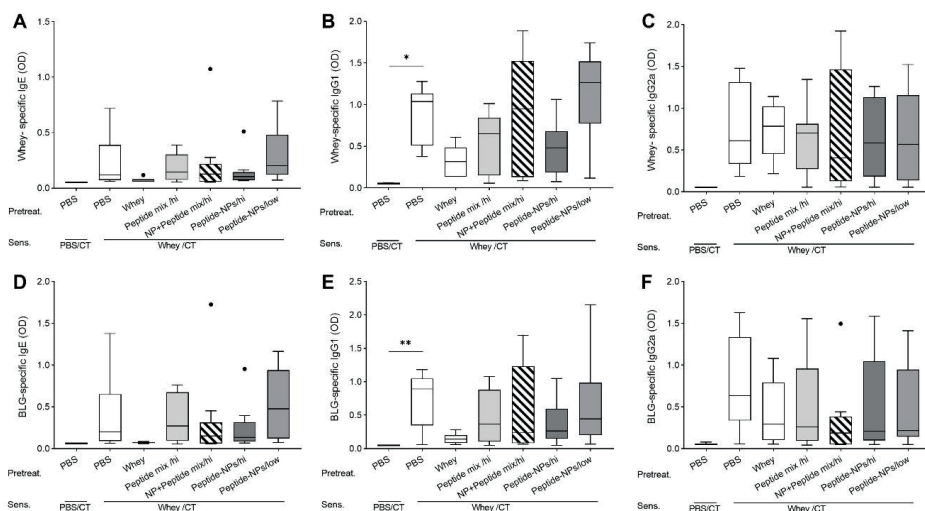 A
Whey- specific IgE (OD)
1.5
1.0
0.5
0.0
Pretreat.
PBS
PBS
Whey
Peptide mix /hi
NP+Peptide mix/hi
Peptide-NPs/hi
Peptide-NPs/low
Sens.
PBS/CT
Whey /CT
B
Whey-specific IgG1 (OD)
2.0
1.5
1.0
0.5
0.0
*
Pretreat.
PBS
PBS
Whey
Peptide mix /hi
NP+Peptide mix/hi
Peptide-NPs/hi
Peptide-NPs/low
Sens.
PBS/CT
Whey /CT
C
Whey- specific IgG2a (OD)
2.0
1.5
1.0
0.5
0.0
Pretreat.
PBS
PBS
Whey
Peptide mix /hi
NP+Peptide mix/hi
Peptide-NPs/hi
Peptide-NPs/low
Sens.
PBS/CT
Whey /CT
D
BLG-specific IgE (OD)
2.0
1.5
1.0
0.5
0.0
Pretreat.
PBS
PBS
Whey
Peptide mix /hi
NP+Peptide mix/hi
Peptide-NPs/hi
Peptide-NPs/low
Sens.
PBS/CT
Whey /CT
E
BLG-specific IgG1 (OD)
2.5
2.0
1.5
1.0
0.5
0.0
**
Pretreat.
PBS
PBS
Whey
Peptide mix /hi
NP+Peptide mix/hi
Peptide-NPs/hi
Peptide-NPs/low
Sens.
PBS/CT
Whey /CT
F
BLG-specific IgG2a (OD)
2.0
1.5
1.0
0.5
0.0
Pretreat.
PBS
PBS
Whey
Peptide mix /hi
NP+Peptide mix/hi
Peptide-NPs/hi
Peptide-NPs/low
Sens.
PBS/CT
Whey /CT